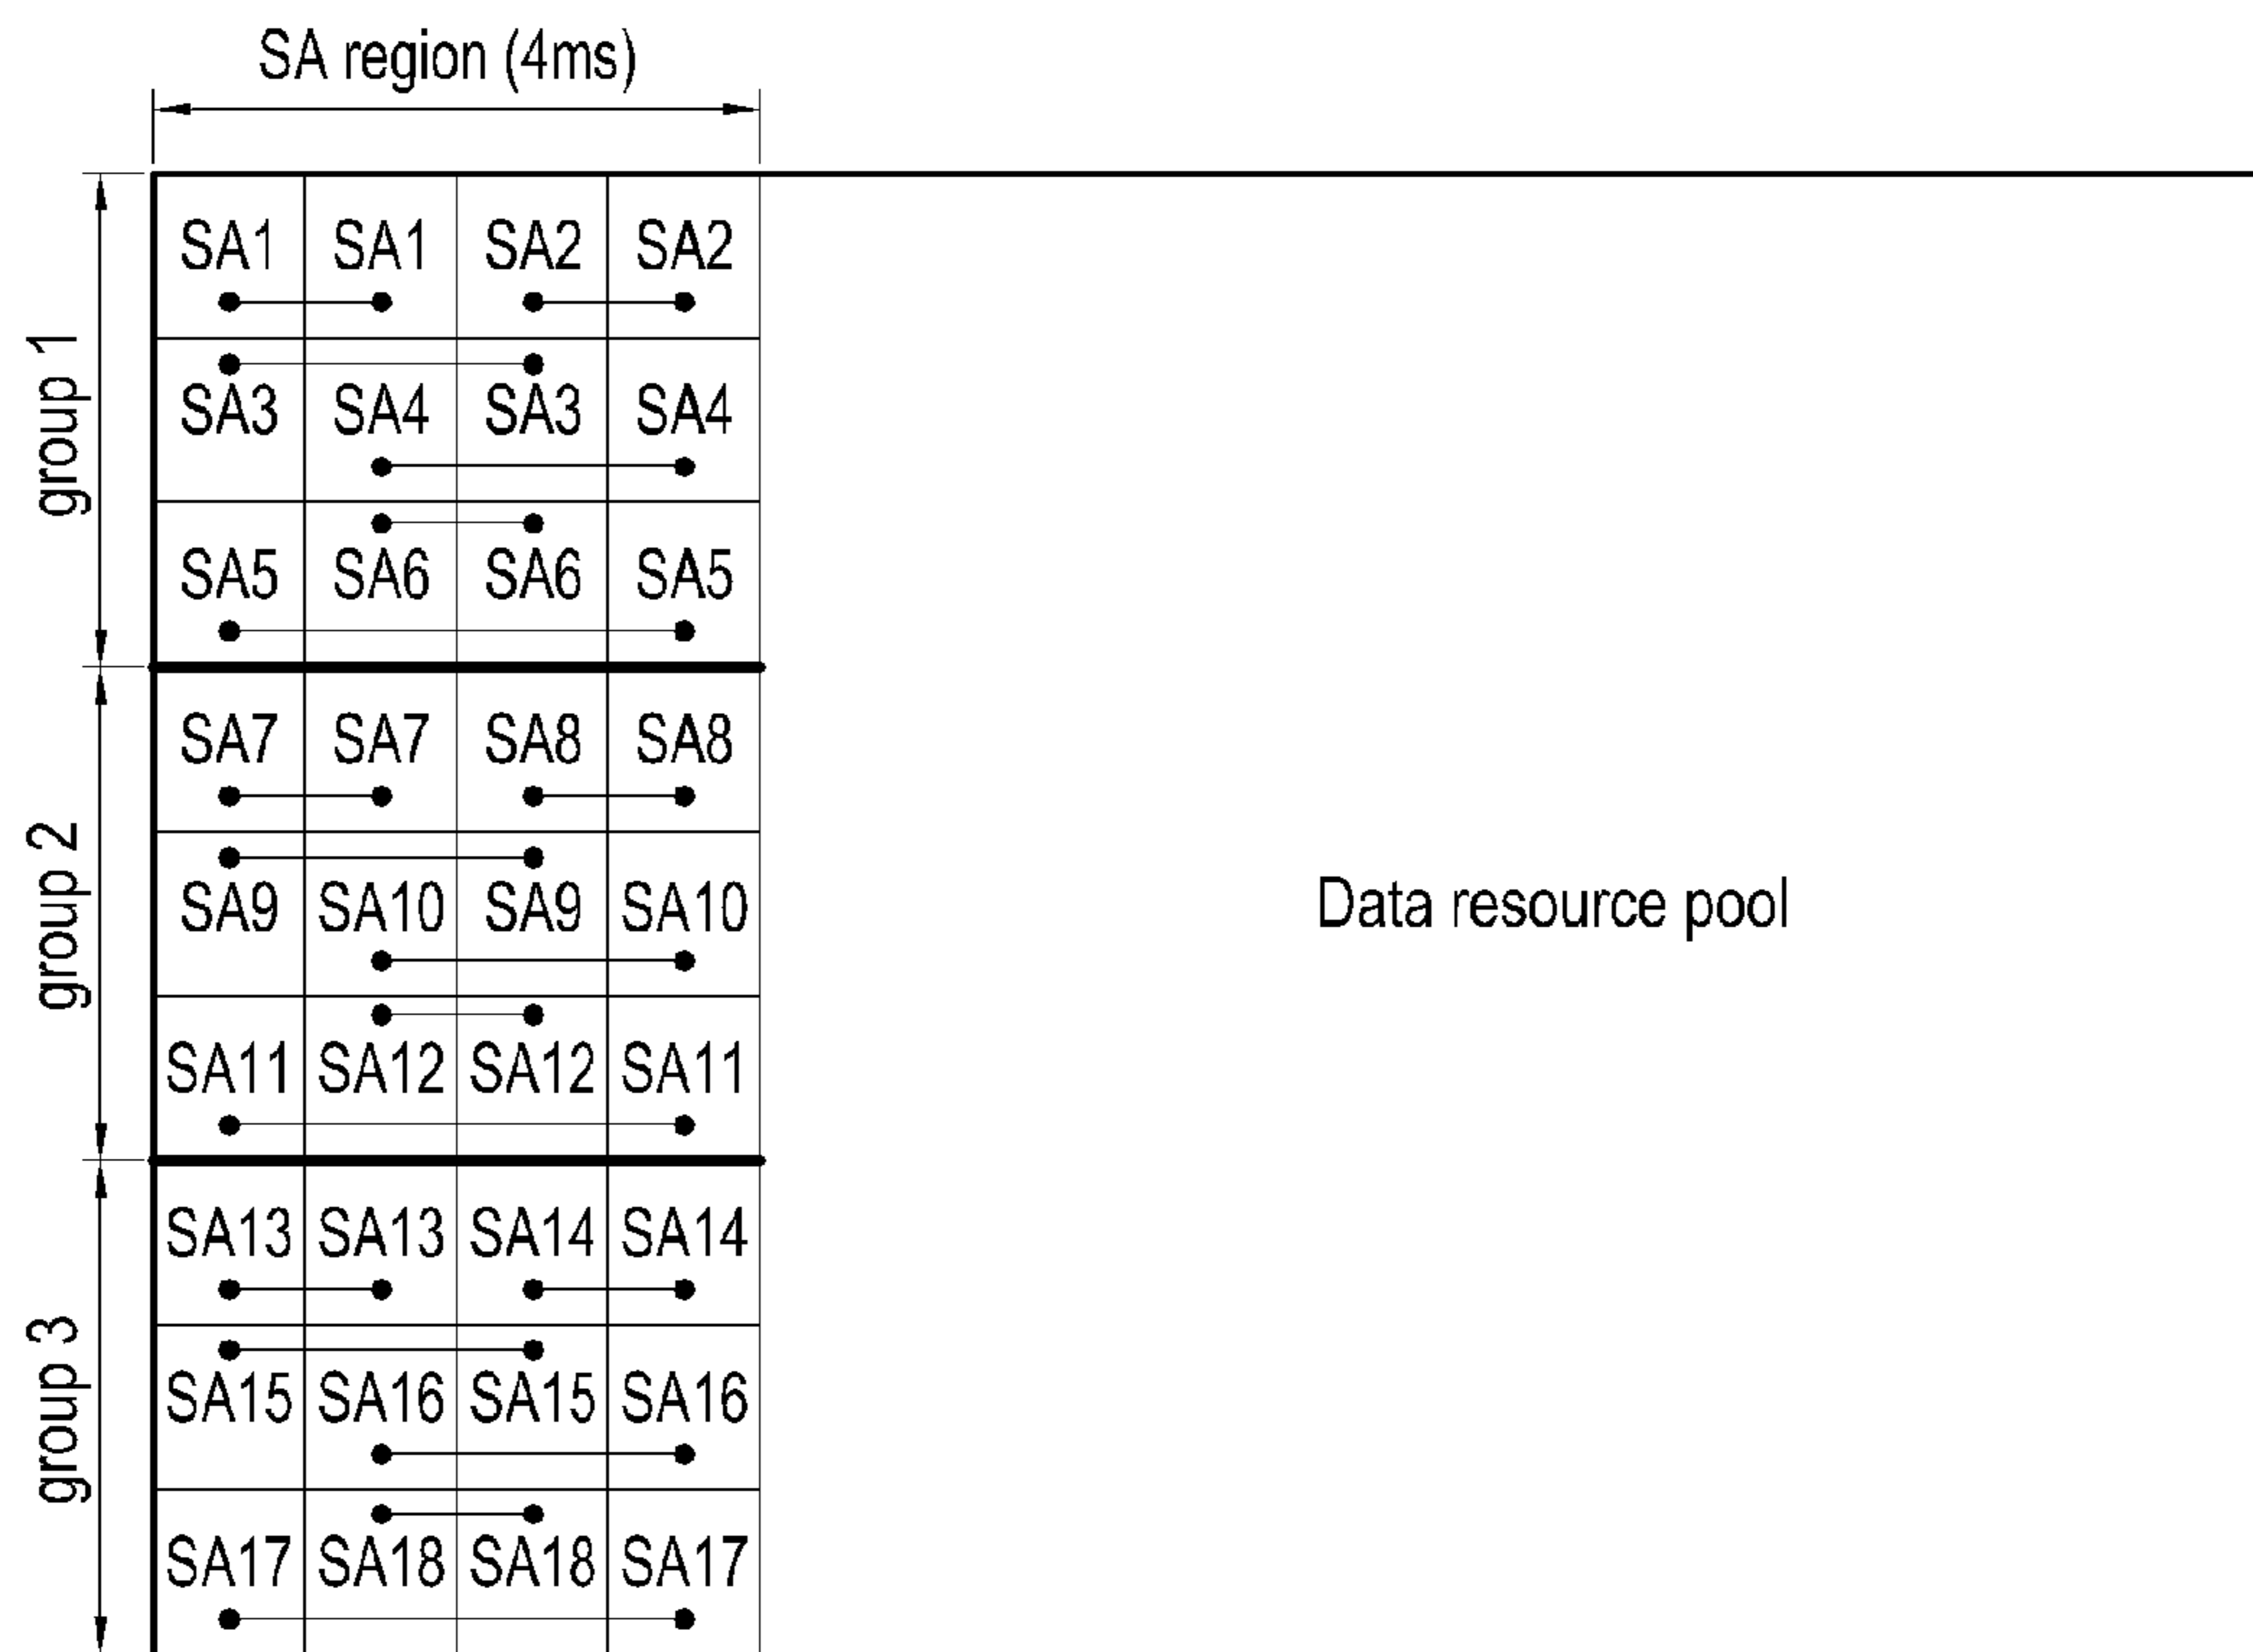 SA region (4ms)
group 1
SA1 SA1 SA2 SA2
SA3 SA4 SA3 SA4
SA5 SA6 SA6 SA5
group 2
SA7 SA7 SA8 SA8
SA9 SA10 SA9 SA10
SA11 SA12 SA12 SA11
group 3
SA13 SA13 SA14 SA14
SA15 SA16 SA15 SA16
SA17 SA18 SA18 SA17
Data resource pool